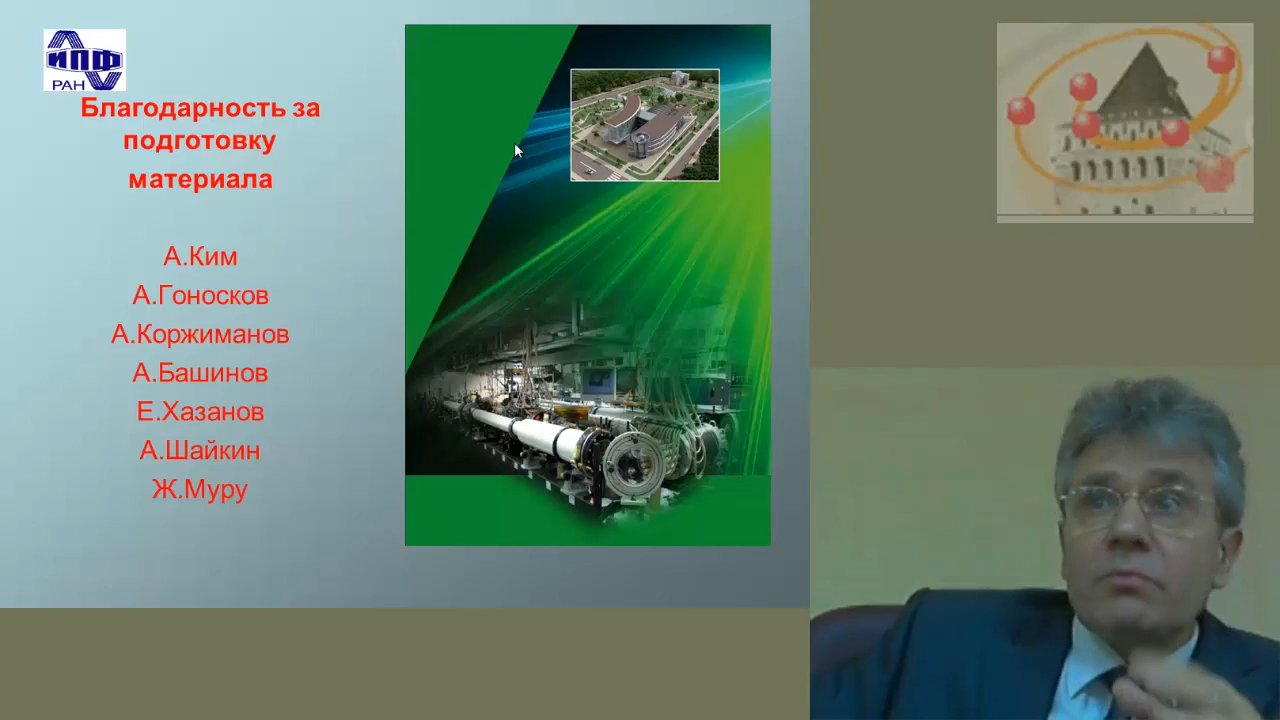 ИПФ
РАН
Благодарность за
подготовку
материала
А.Ким
А.Гоносков
А.Коржиманов
А.Башинов
Е.Хазанов
А.Шайкин
Ж.Муру